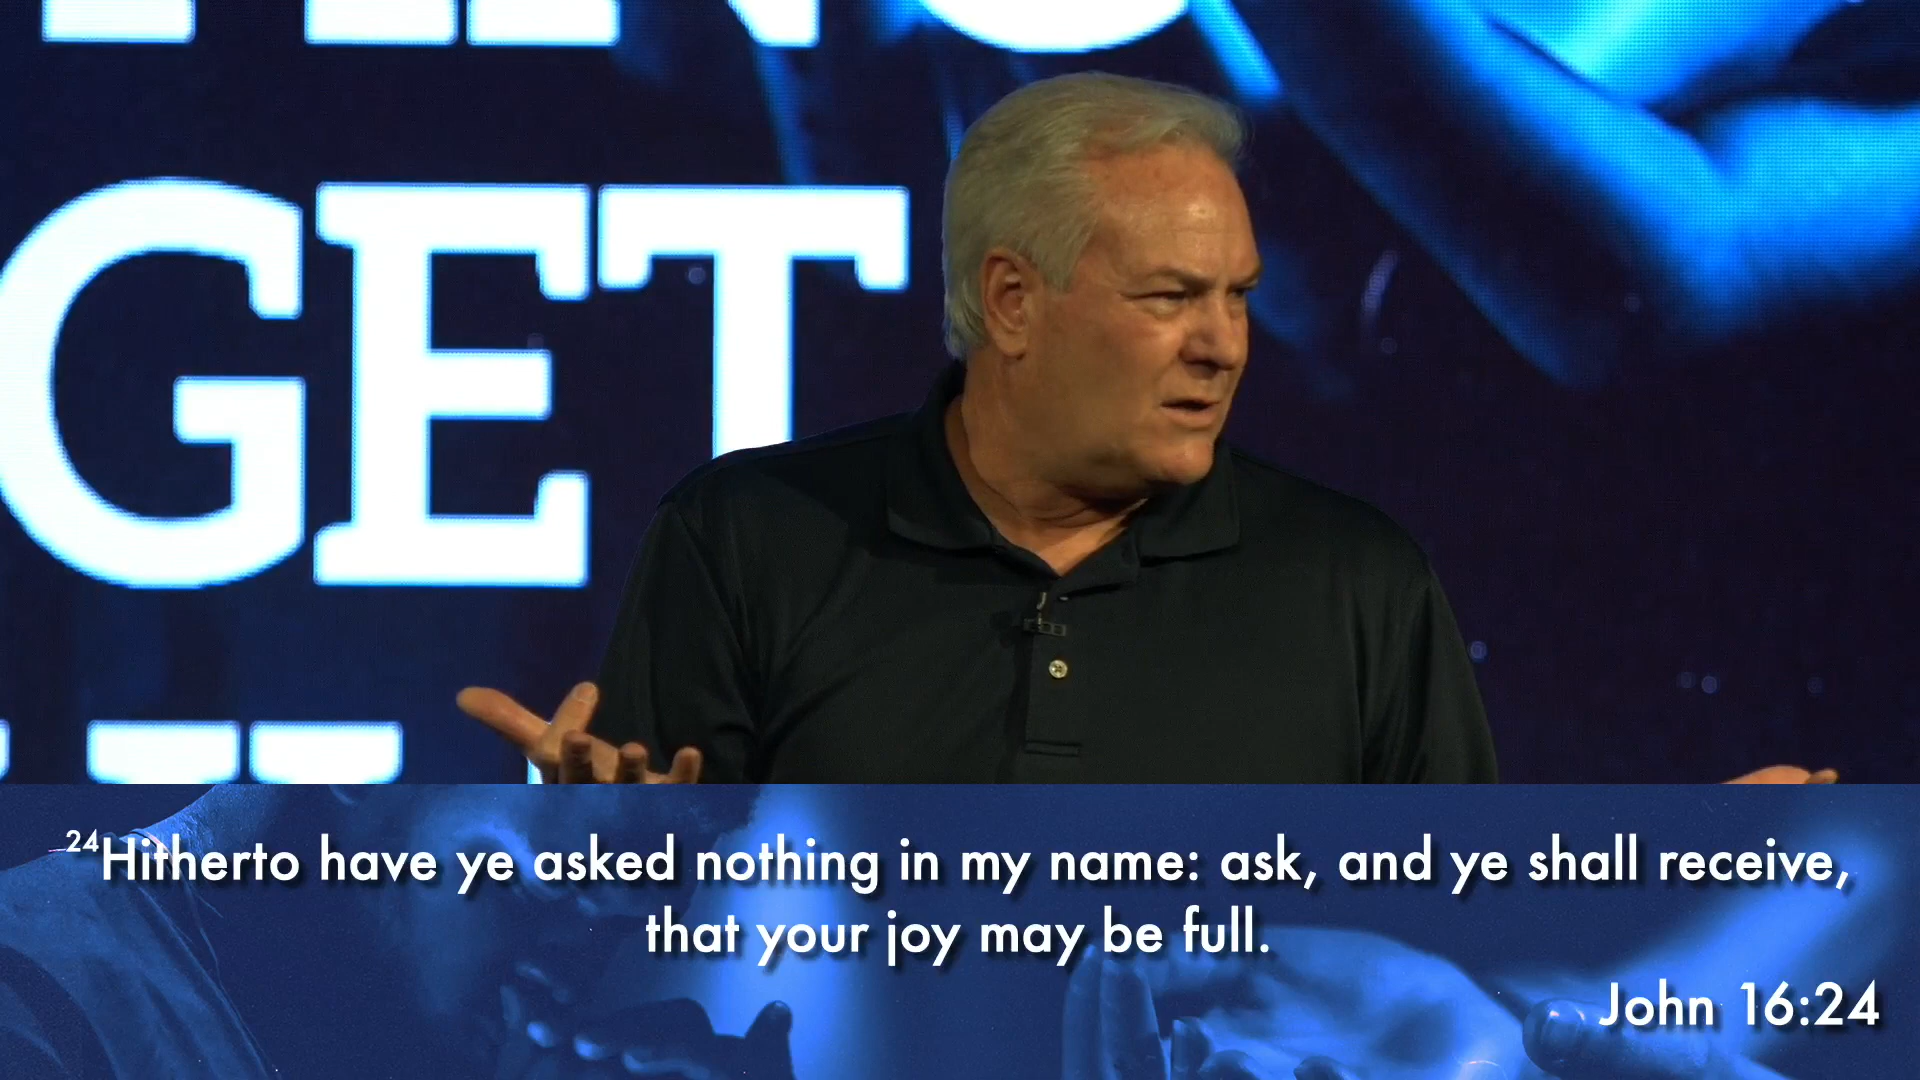 GET
24Hitherto have ye asked nothing in my name: ask, and ye shall receive,
that your joy may be full.
John 16:24